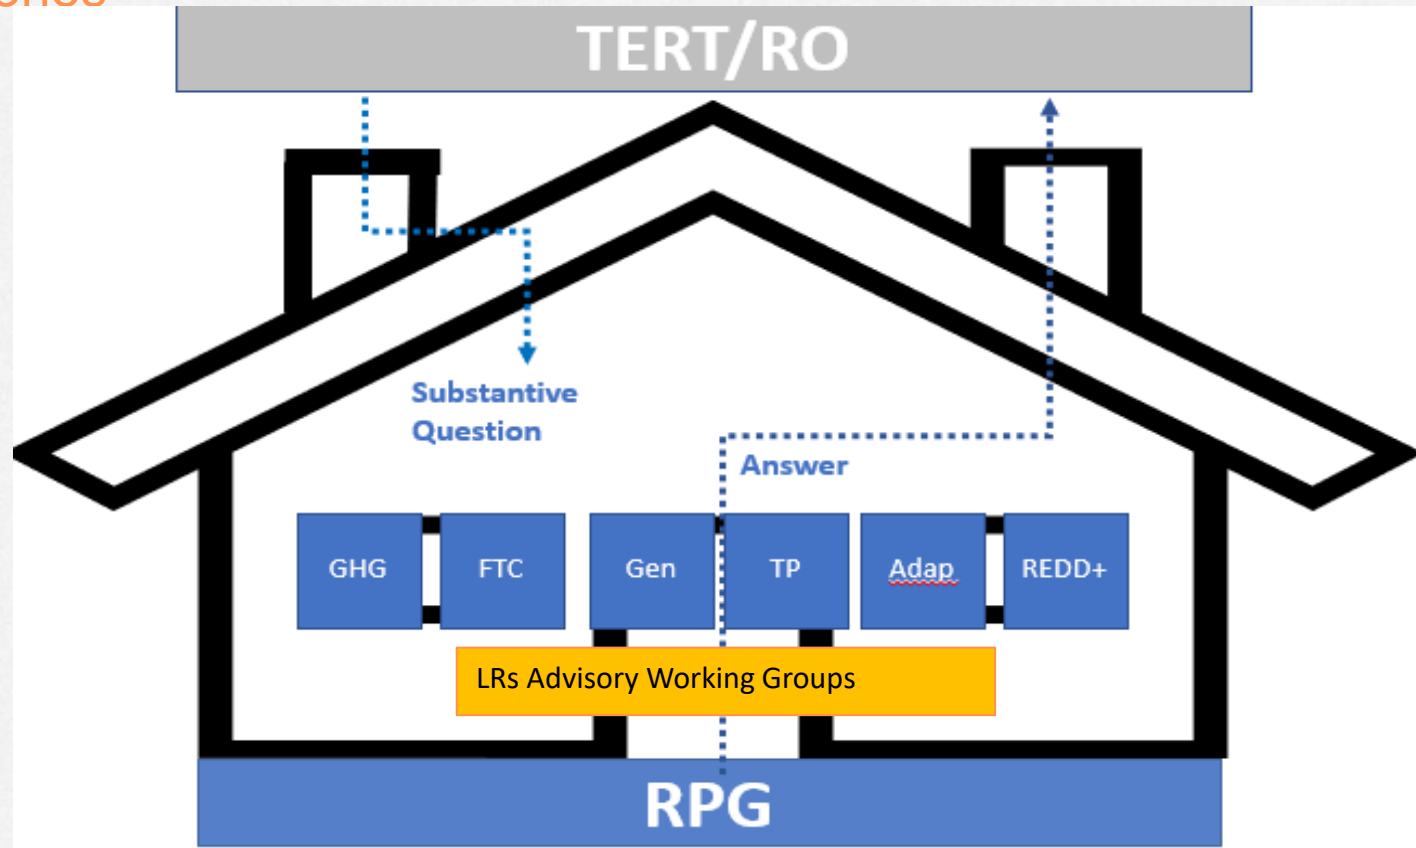 TERT/RO
Substantive
Question
Answer
GHG
FTC
Gen
TP
Adap
REDD+
LRs Advisory Working Groups
RPG